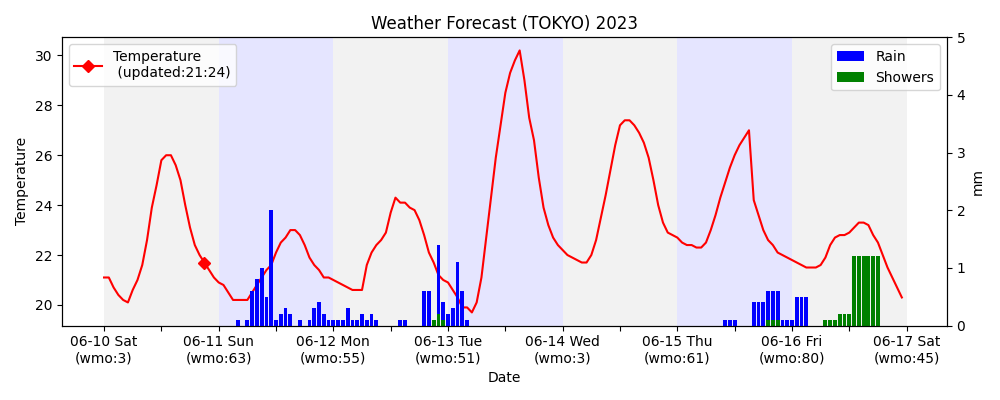 Weather Forecast (TOKYO) 2023
Temperature
(updated:21:24)
Rain
Showers
30
28
26
24
22
20
Temperature
5
4
3
2
1
0
mm
06-10 Sat
(wmo:3)
06-11 Sun
(wmo:63)
06-12 Mon
(wmo:55)
06-13 Tue
(wmo:51)
06-14 Wed
(wmo:3)
06-15 Thu
(wmo:61)
06-16 Fri
(wmo:80)
06-17 Sat
(wmo:45)
Date